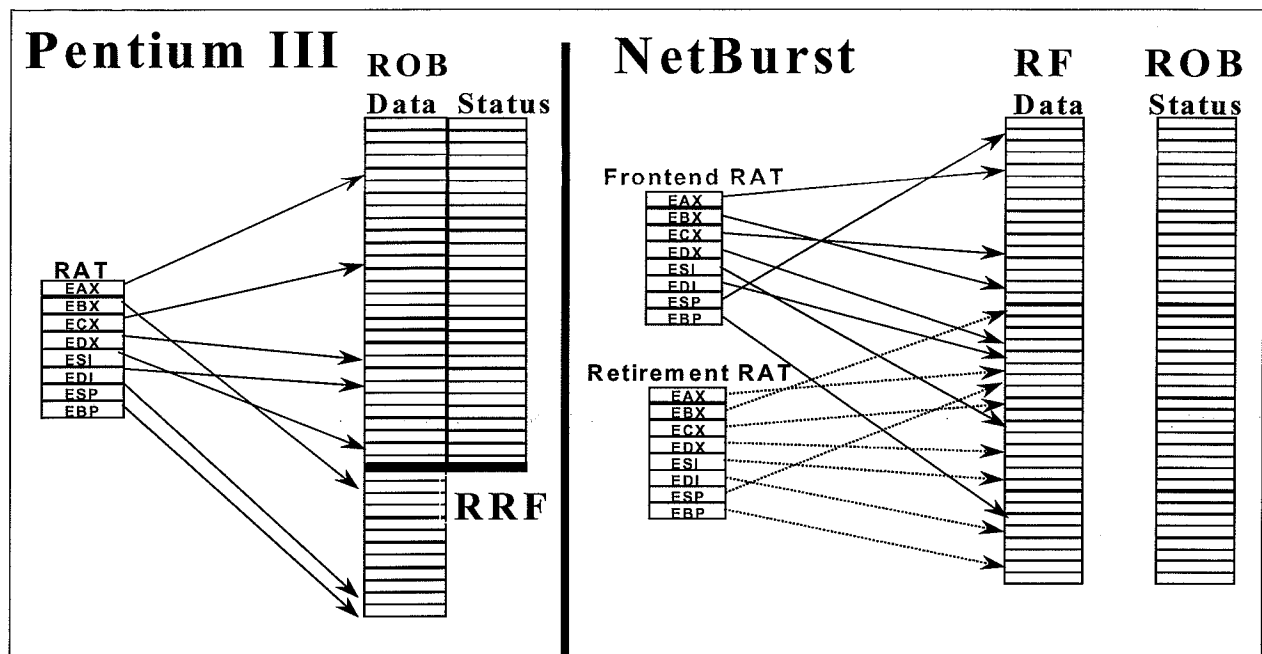 Pentium III
ROB
Data Status
RAT
EAX
EBX
ECX
EDX
ESI
EDI
ESP
EBP
RRF
NetBurst
RF
Data
ROB
Status
Frontend RAT
EAX
EBX
ECX
EDX
ESI
EDI
ESP
EBP
Retirement RAT
EAX
EBX
ECX
EDX
ESI
EDI
ESP
EBP